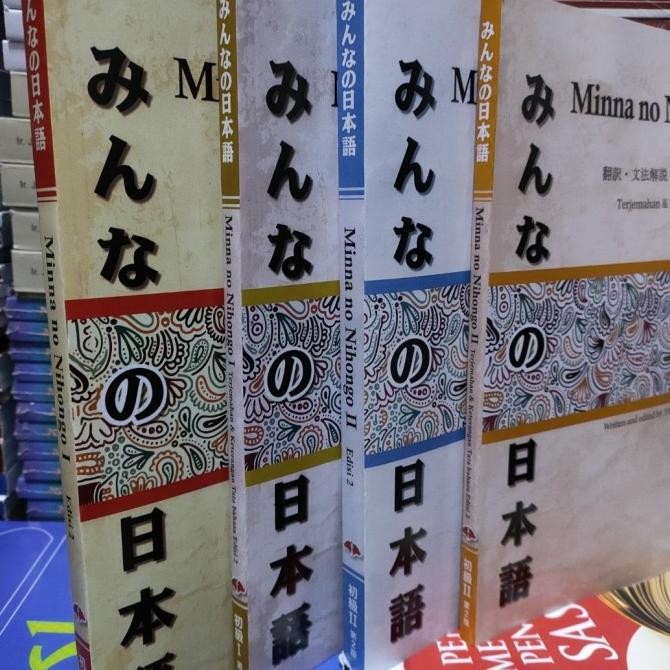 みんなの日本語
Minna no Nihongo I
Edisi 2
みんなの日本語
みんなの日本語
Minna no Nihongo I
Terjemahan & Keterangan Tata bahasa Edisi 2
初級I
みんなの日本語
みんなの日本語
Minna no Nihongo II
Edisi 2
初級II 第2版
みんなの日本語
みんなの日本語
Minna no Nihongo II
Terjemahan & Keterangan Tata bahasa Edisi 2
初級II 第2版
みんなの日本語
Minna no
翻訳・文法解説
Terjemahan &
Written and edited
SAS